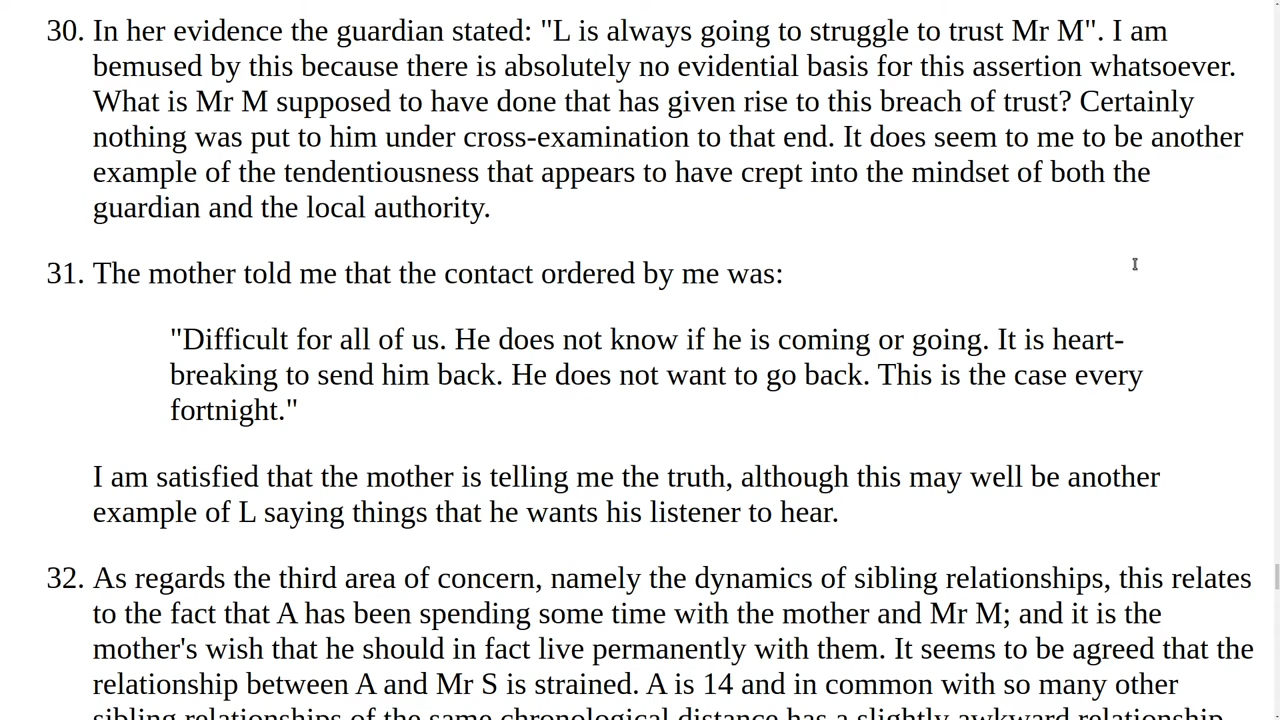 30. In her evidence the guardian stated: "L is always going to struggle to trust Mr M". I am
bemused by this because there is absolutely no evidential basis for this assertion whatsoever.
What is Mr M supposed to have done that has given rise to this breach of trust? Certainly
nothing was put to him under cross-examination to that end. It does seem to me to be another
example of the tendentiousness that appears to have crept into the mindset of both the
guardian and the local authority.
31. The mother told me that the contact ordered by me was:
"Difficult for all of us. He does not know if he is coming or going. It is heart-
breaking to send him back. He does not want to go back. This is the case every
fortnight."
I am satisfied that the mother is telling me the truth, although this may well be another
example of L saying things that he wants his listener to hear.
32. As regards the third area of concern, namely the dynamics of sibling relationships, this relates
to the fact that A has been spending some time with the mother and Mr M; and it is the
mother's wish that he should in fact live permanently with them. It seems to be agreed that the
relationship between A and Mr S is strained. A is 14 and in common with so many other
sibling relationships of the same chronological distance has a slightly awkward relationship